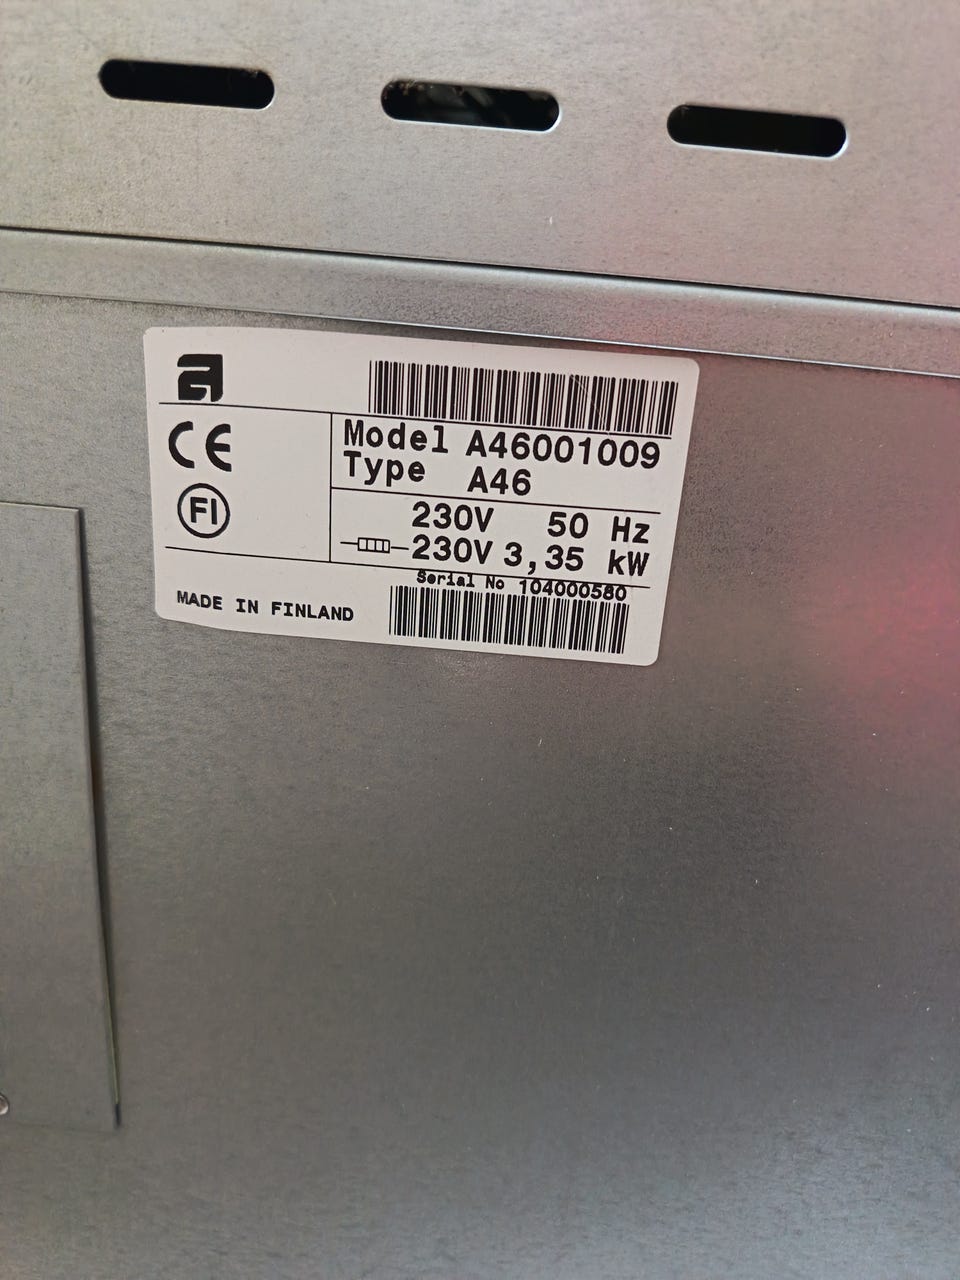 a
CE
Model A46001009
Type A46
FI
230V 50 Hz
230V 3,35 kW
Serial No 104000580
MADE IN FINLAND